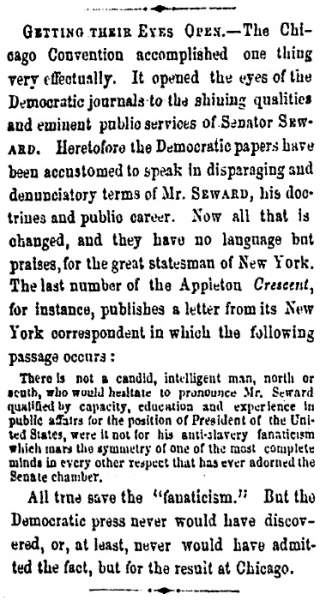 GETTING THEIR EYES OPEN.—The Chi-
cago Convention accomplished one thing
very effectually. It opened the eyes of the
Democratic journals to the shining qualities
and eminent public services of Senator SEW-
ARD. Heretofore the Democratic papers have
been accustomed to speak in disparaging and
denunciatory terms of Mr. SEWARD, his doc-
trines and public career. Now all that is
changed, and they have no language but
praises, for the great statesman of New York.
The last number of the Appleton Crescent,
for instance, publishes a letter from its New
York correspondent in which the following
passage occurs:
There is not a candid, intelligent man, north or
south, who would hesitate to pronounce Mr. Seward
qualified by capacity, education and experience in
public affairs for the position of President of the Uni-
ted States, were it not for his anti-slavery fanaticism
which mars the symmetry of one of the most complete
minds in every other respect that has ever adorned the
Senate chamber.
All true save the "fanaticism." But the
Democratic press never would have discov-
ered, or, at least, never would have admit-
ted the fact, but for the result at Chicago.